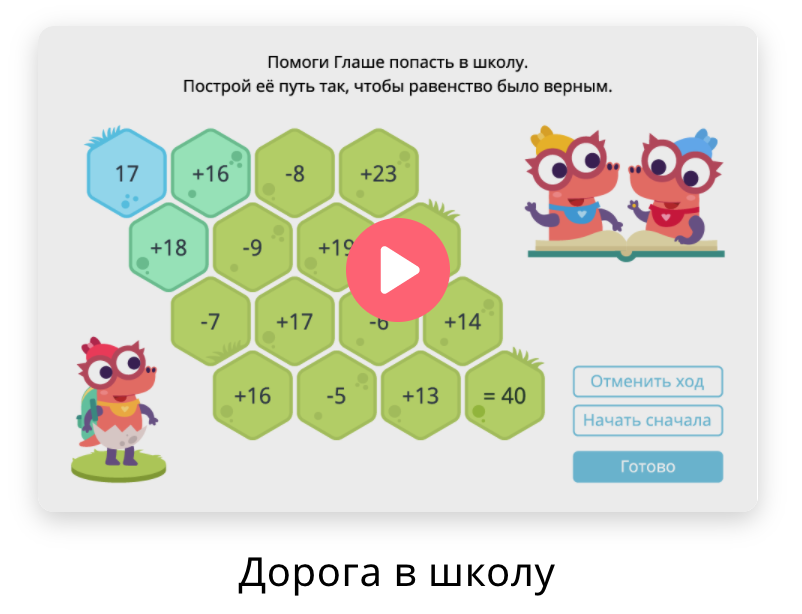 Помоги Глаше попасть в школу.
Построй её путь так, чтобы равенство было верным.
17 +16 -8 +23
+18 -9 +19
-7 +17 -6 +14
+16 -5 +13 = 40
Отменить ход
Начать сначала
Готово
Дорога в школу